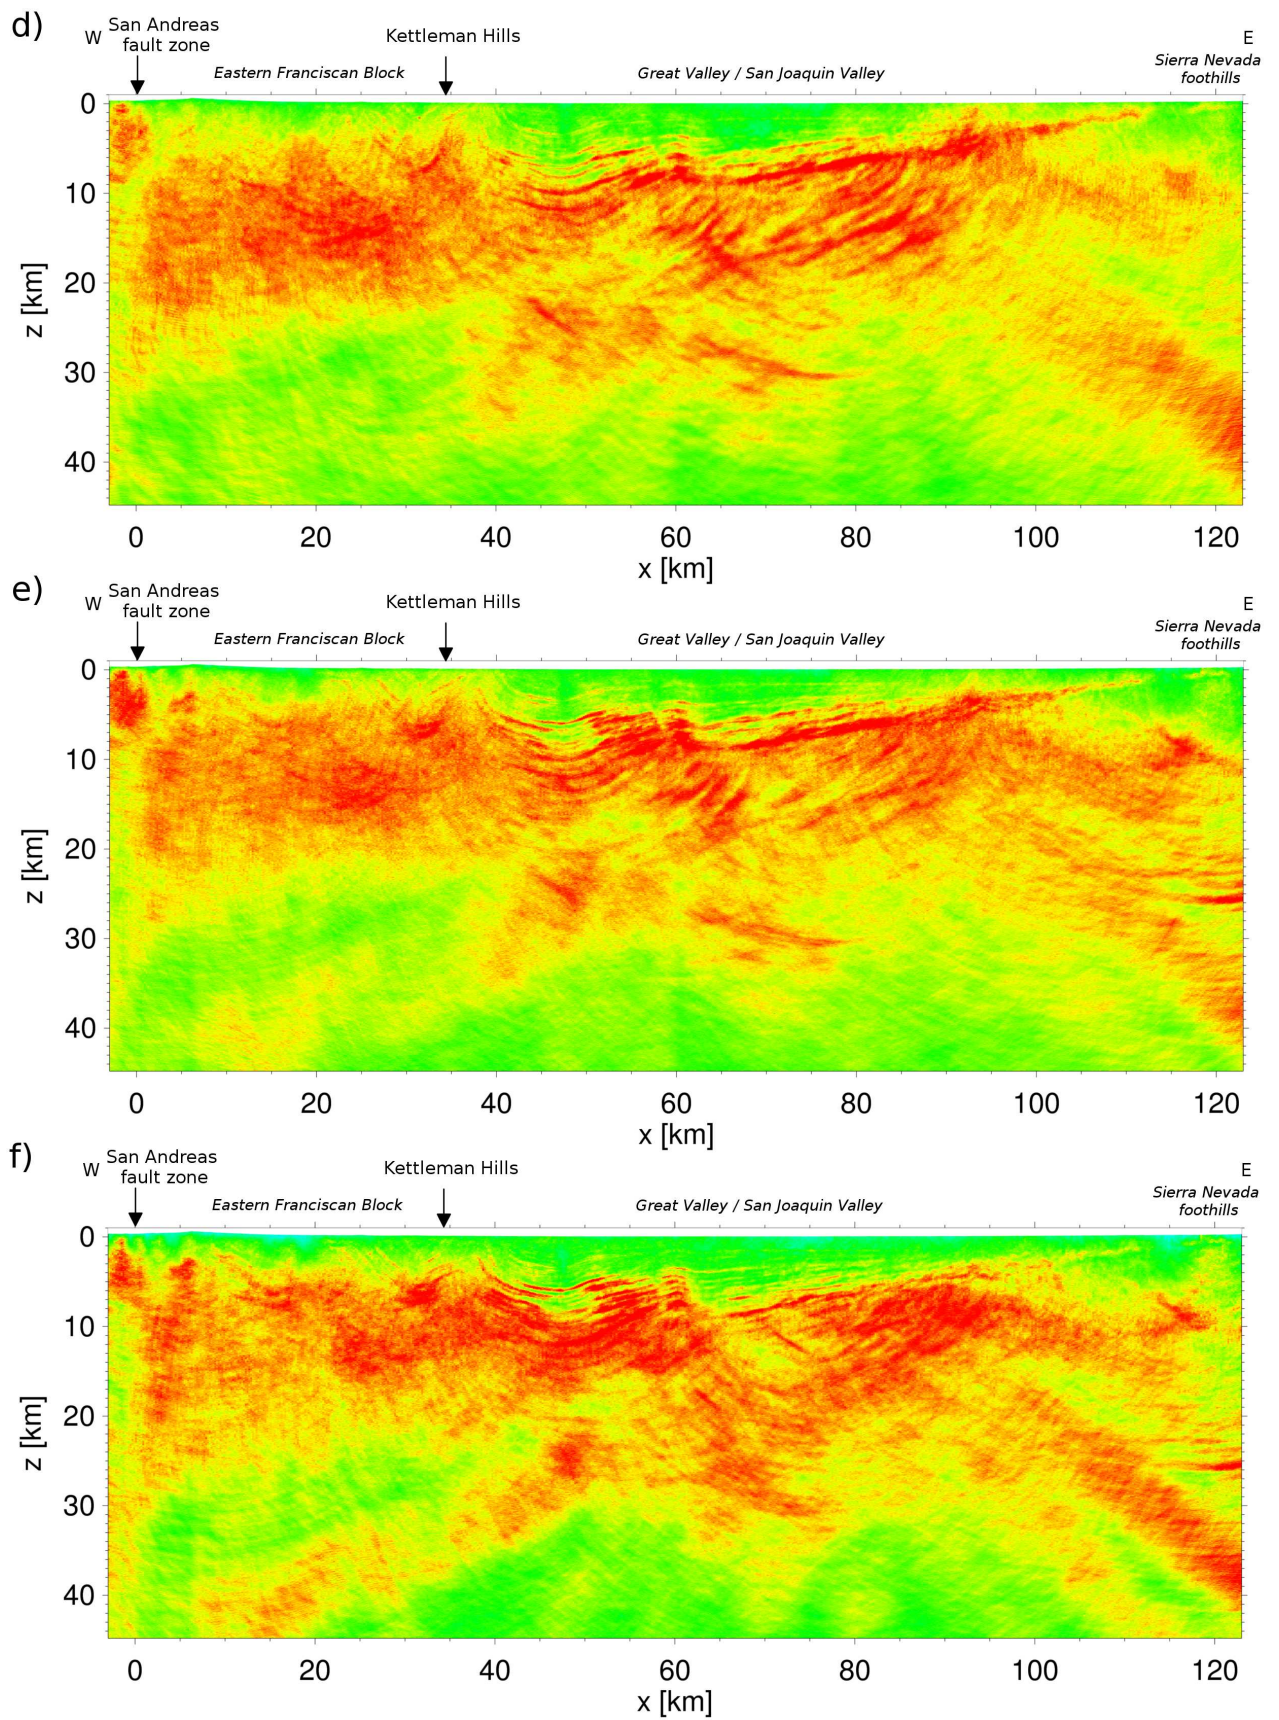 d)
W San Andreas Kettleman Hills E
fault zone
Eastern Franciscan Block Great Valley / San Joaquin Valley Sierra Nevada
foothills
0
10
20
30
40
z [km]
0 20 40 60 80 100 120
x [km]
e)
W San Andreas Kettleman Hills E
fault zone
Eastern Franciscan Block Great Valley / San Joaquin Valley Sierra Nevada
foothills
0
10
20
30
40
z [km]
0 20 40 60 80 100 120
x [km]
f)
W San Andreas Kettleman Hills E
fault zone
Eastern Franciscan Block Great Valley / San Joaquin Valley Sierra Nevada
foothills
0
10
20
30
40
z [km]
0 20 40 60 80 100 120
x [km]